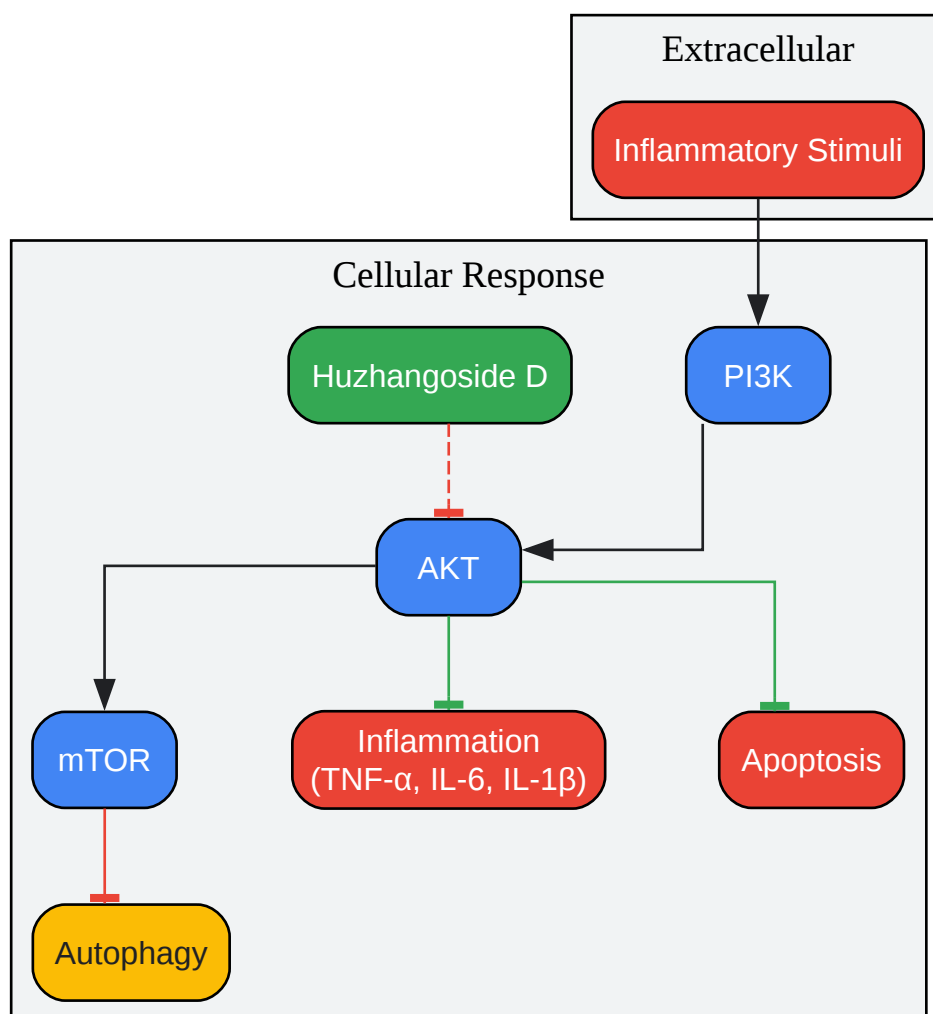 Extracellular
Inflammatory Stimuli
Cellular Response
Huzhangoside D
PI3K
AKT
mTOR
Inflammation
(TNF-α, IL-6, IL-1β)
Apoptosis
Autophagy